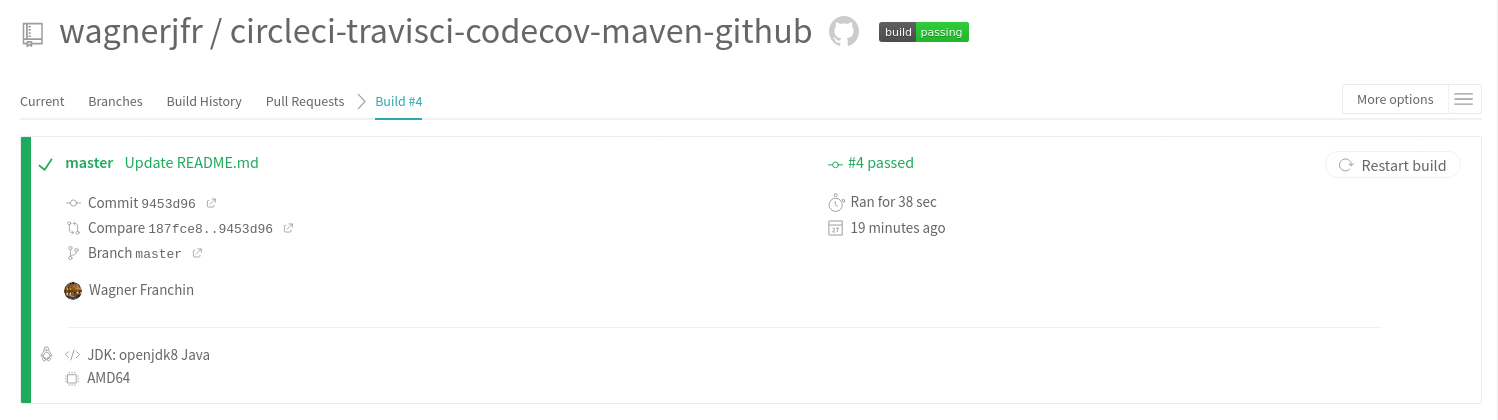 wagnerjfr / circleci-travisci-codecov-maven-github build passing
Current Branches Build History Pull Requests Build #4 More options
master Update README.md #4 passed Restart build
Commit 9453d96 Ran for 38 sec
Compare 187fce8..9453d96 19 minutes ago
Branch master
Wagner Franchin
</> JDK: openjdk8 Java
AMD64